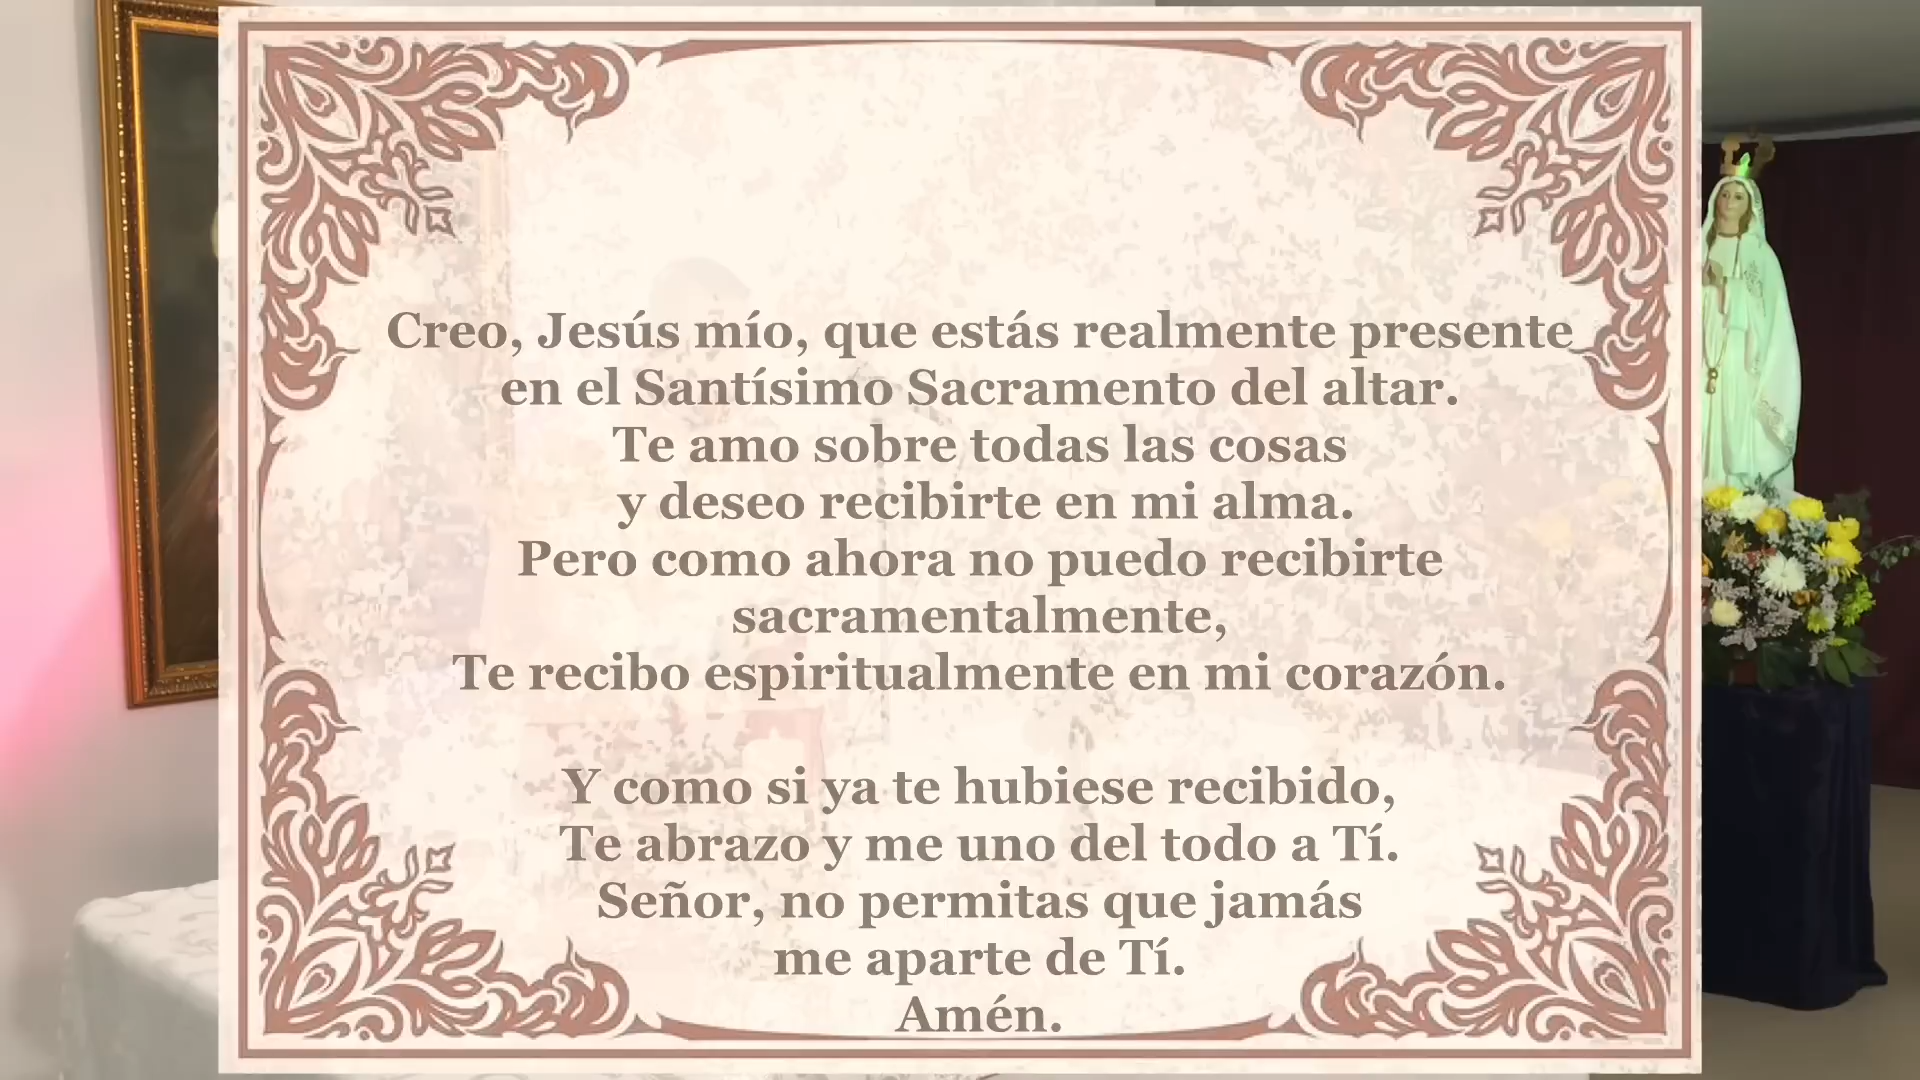 Creo, Jesús mío, que estás realmente presente
en el Santísimo Sacramento del altar.
Te amo sobre todas las cosas
y deseo recibirte en mi alma.
Pero como ahora no puedo recibirte
sacramentalmente,
Te recibo espiritualmente en mi corazón.
Y como si ya te hubiese recibido,
Te abrazo y me uno del todo a Tí.
Señor, no permitas que jamás
me aparte de Tí.
Amén.